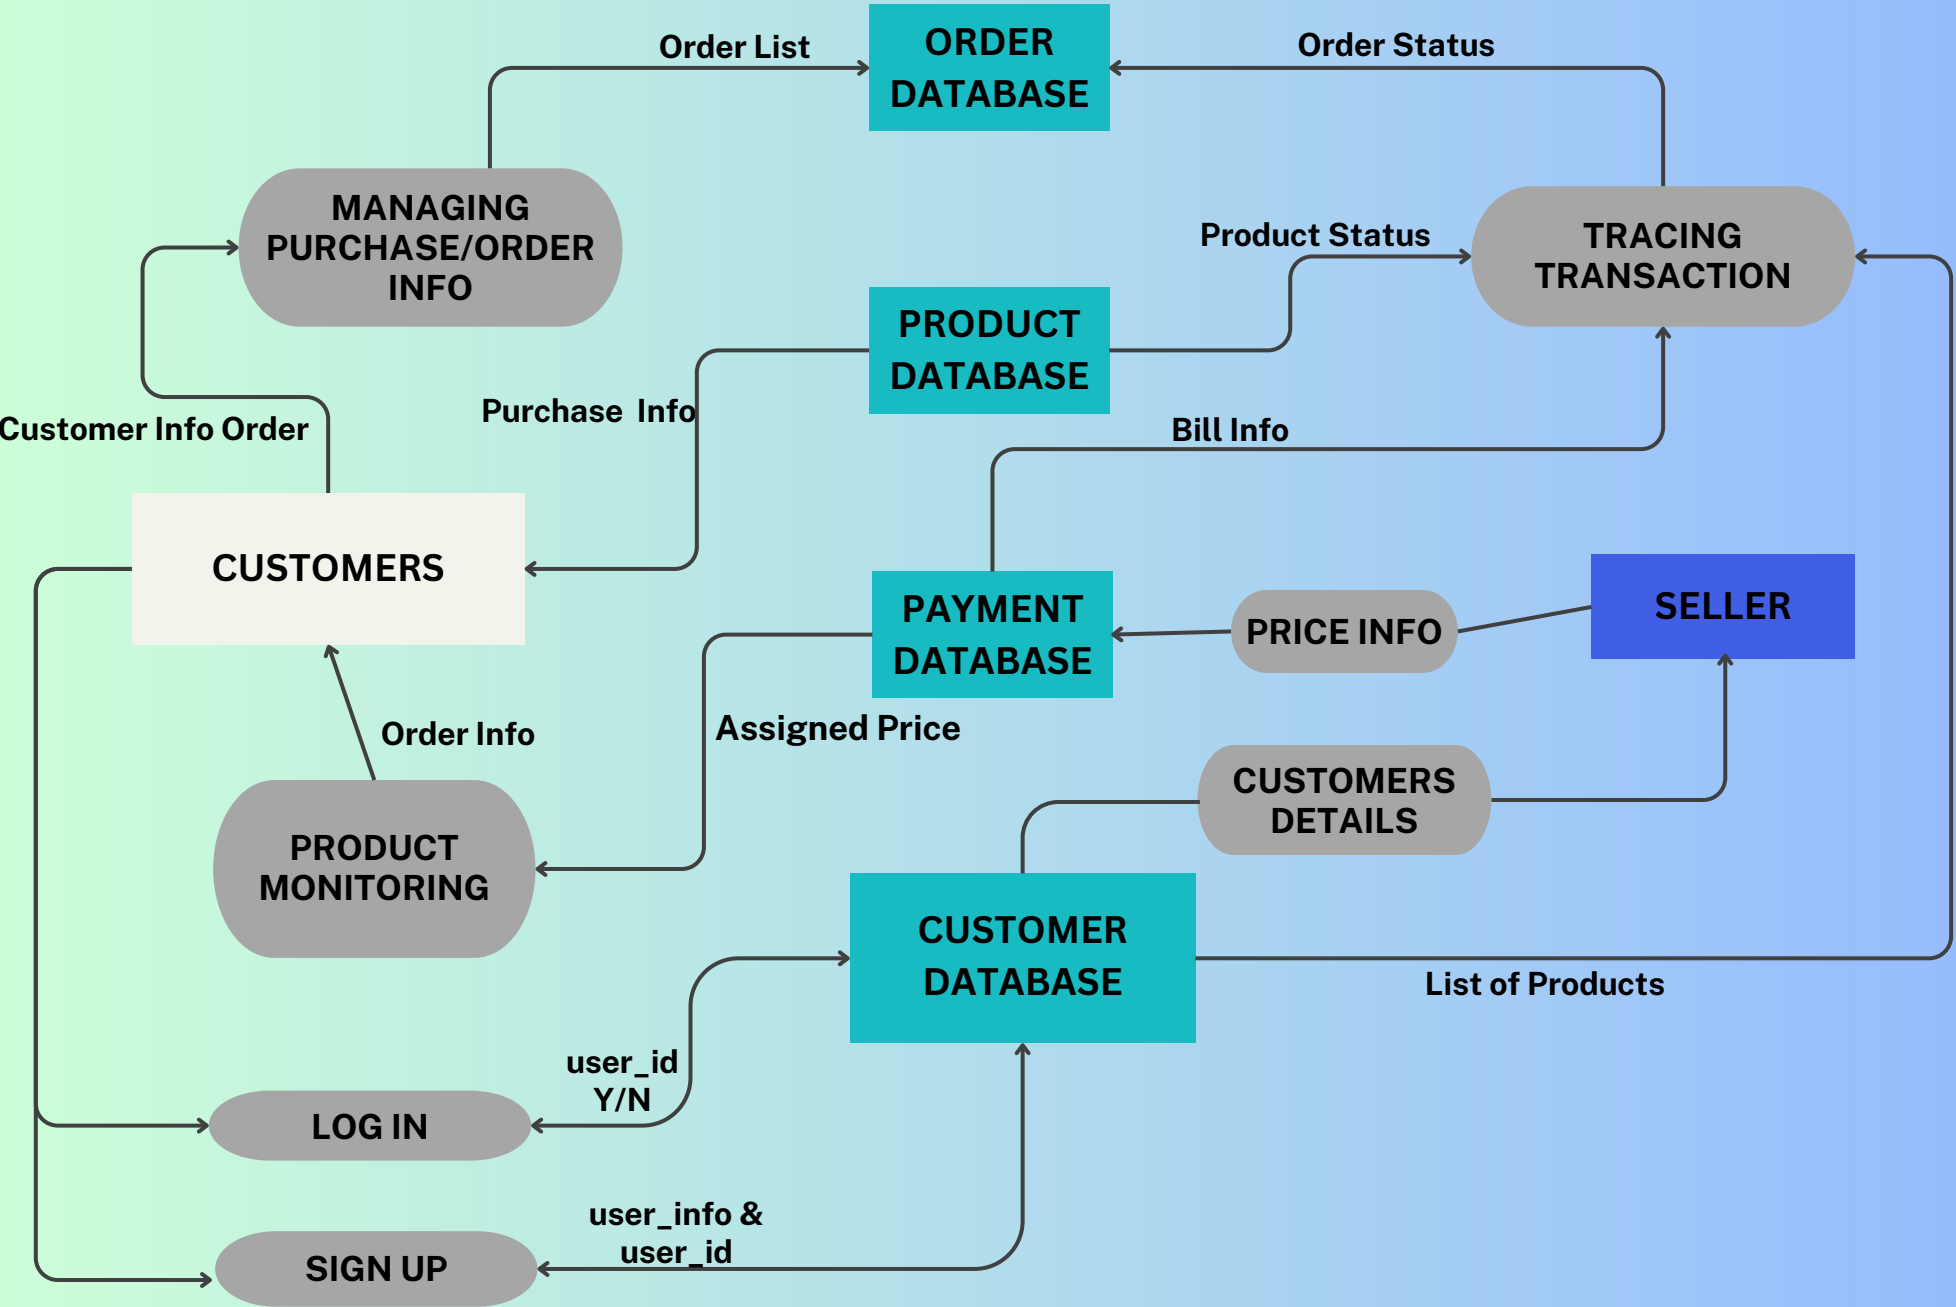 Order List
ORDER
DATABASE
Order Status
MANAGING
PURCHASE/ORDER
INFO
Product Status
TRACING
TRANSACTION
PRODUCT
DATABASE
Purchase Info
Customer Info Order
Bill Info
CUSTOMERS
PAYMENT
DATABASE
PRICE INFO
SELLER
Order Info
Assigned Price
CUSTOMERS
DETAILS
PRODUCT
MONITORING
CUSTOMER
DATABASE
List of Products
user_id
Y/N
LOG IN
user_info &
user_id
SIGN UP